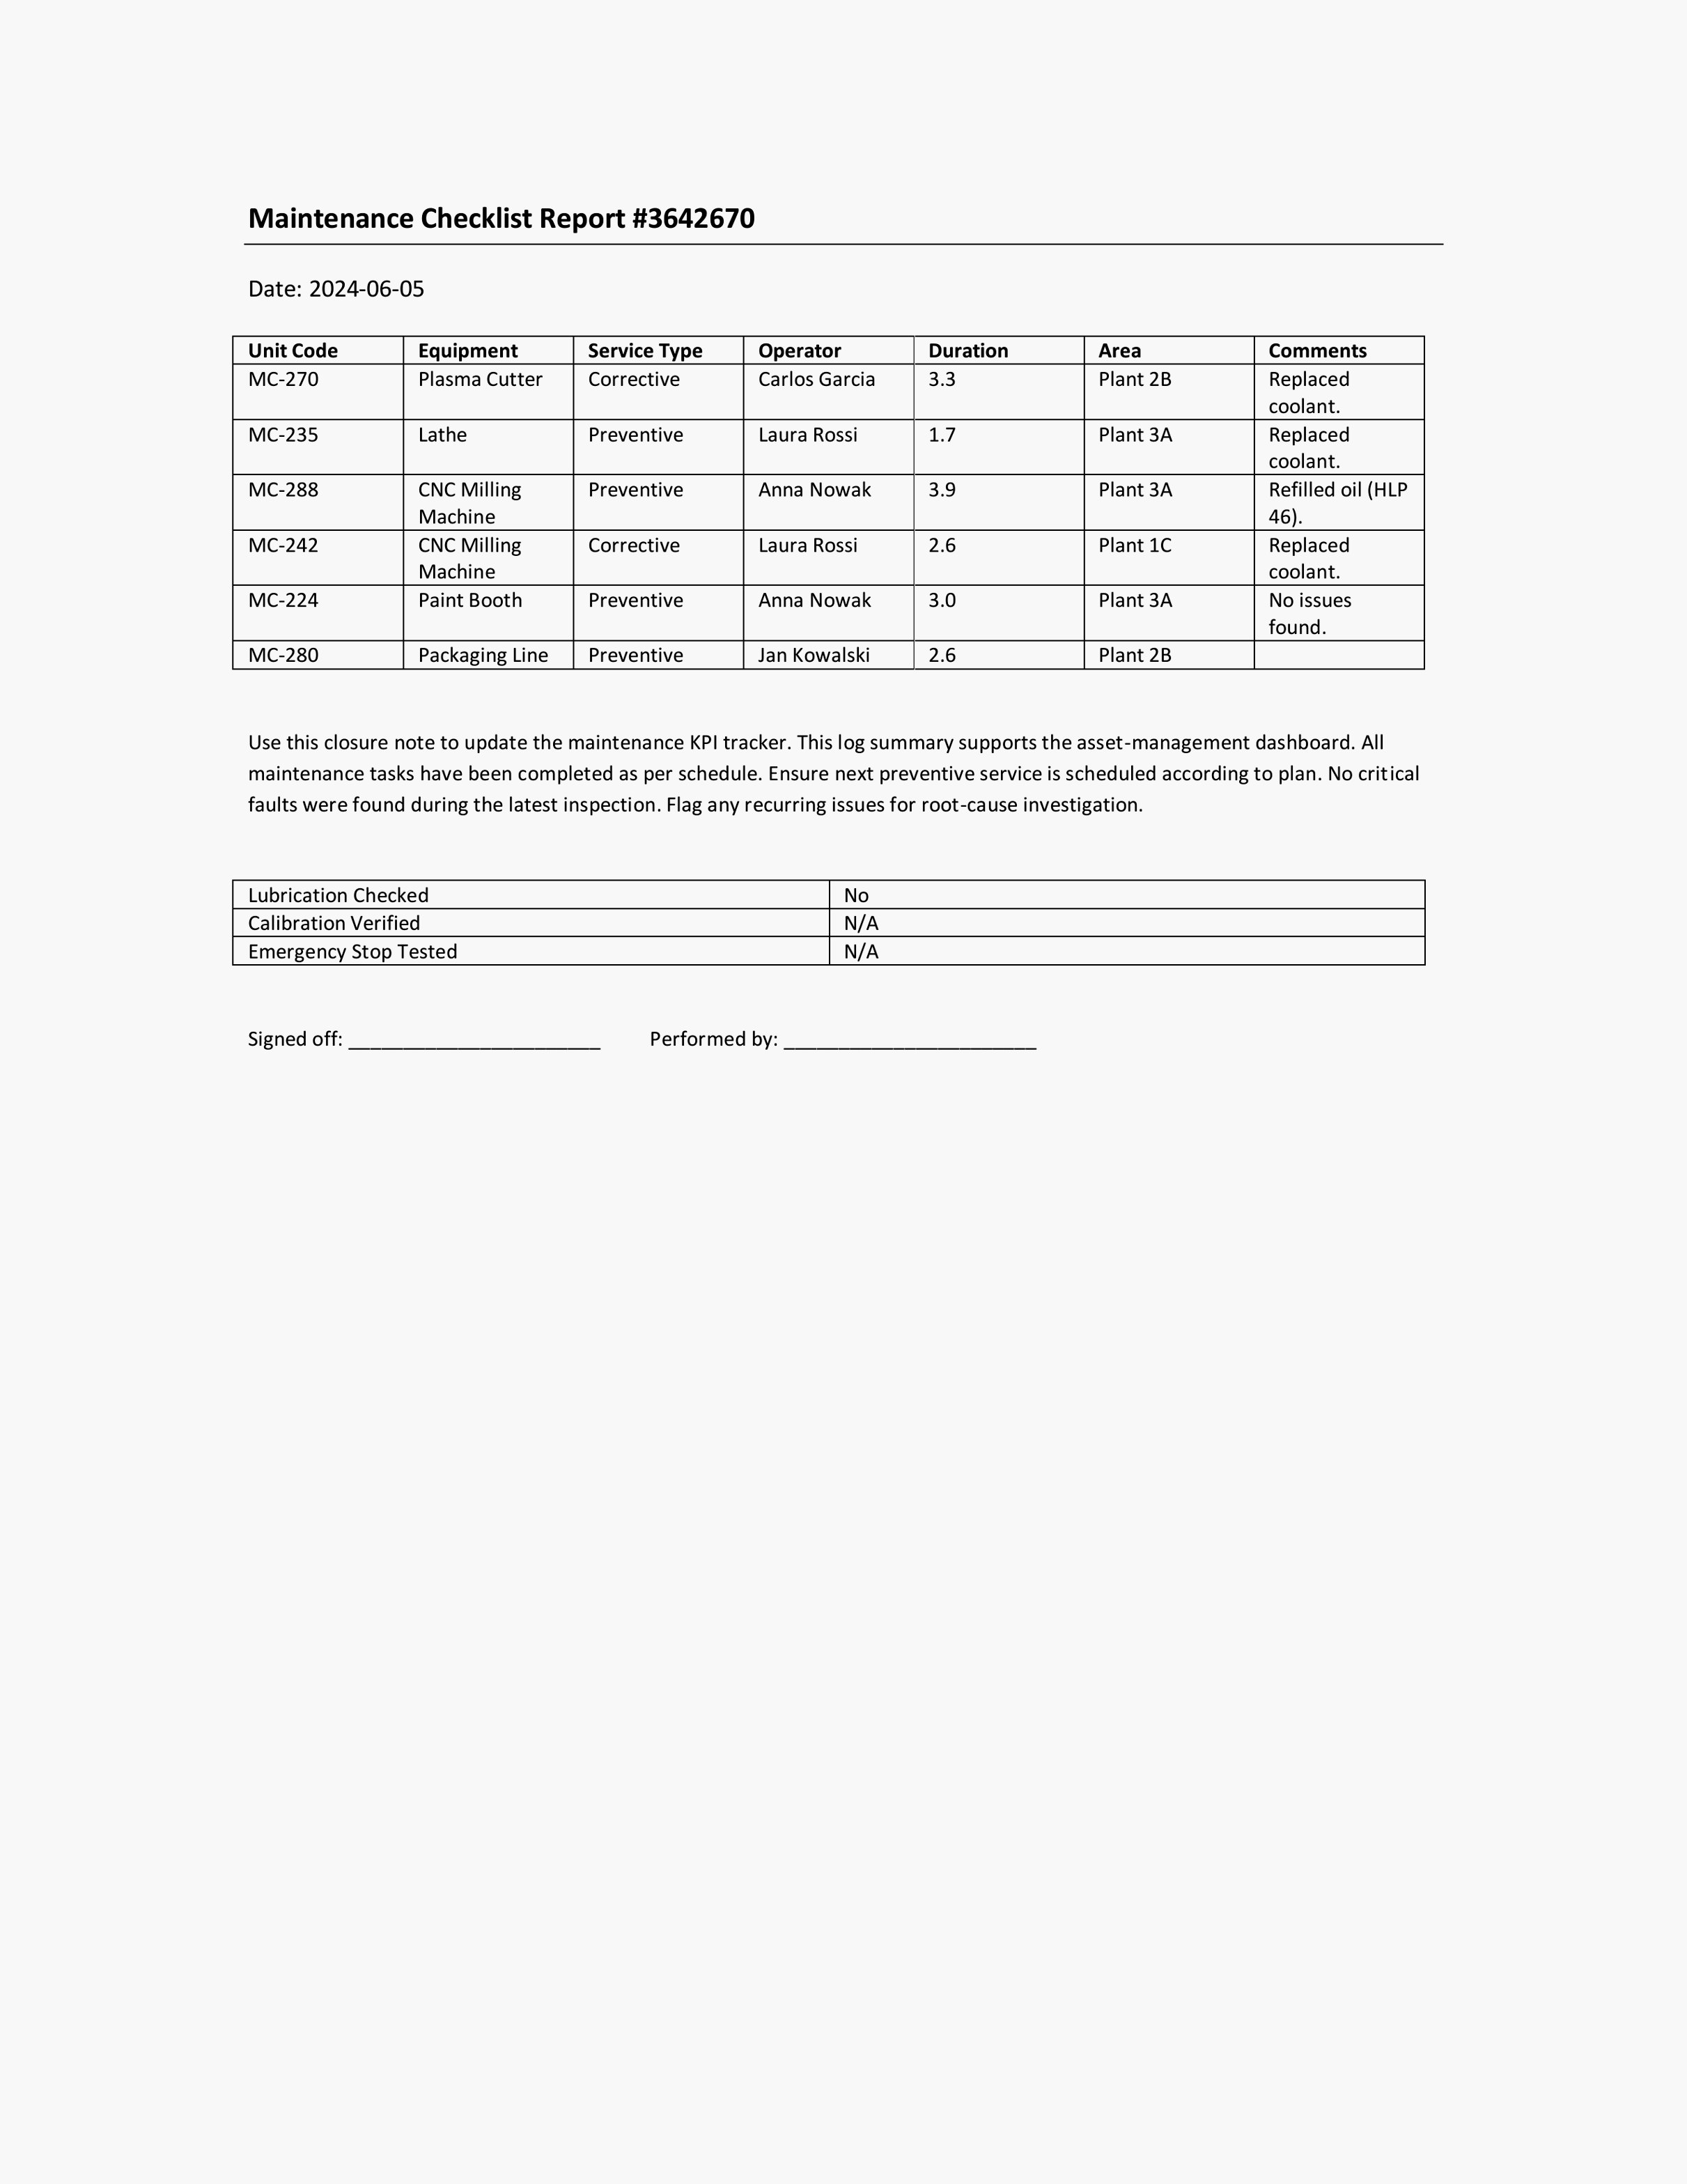 Maintenance Checklist Report #3642670
Date: 2024-06-05
Unit Code Equipment Service Type Operator Duration Area Comments
MC-270 Plasma Cutter Corrective Carlos Garcia 3.3 Plant 2B Replaced
coolant.
MC-235 Lathe Preventive Laura Rossi 1.7 Plant 3A Replaced
coolant.
MC-288 CNC Milling Preventive Anna Nowak 3.9 Plant 3A Refilled oil (HLP
Machine 46).
MC-242 CNC Milling Corrective Laura Rossi 2.6 Plant 1C Replaced
Machine coolant.
MC-224 Paint Booth Preventive Anna Nowak 3.0 Plant 3A No issues
found.
MC-280 Packaging Line Preventive Jan Kowalski 2.6 Plant 2B
Use this closure note to update the maintenance KPI tracker. This log summary supports the asset-management dashboard. All
maintenance tasks have been completed as per schedule. Ensure next preventive service is scheduled according to plan. No critical
faults were found during the latest inspection. Flag any recurring issues for root-cause investigation.
Lubrication Checked No
Calibration Verified N/A
Emergency Stop Tested N/A
Signed off: _______________________ Performed by: _______________________